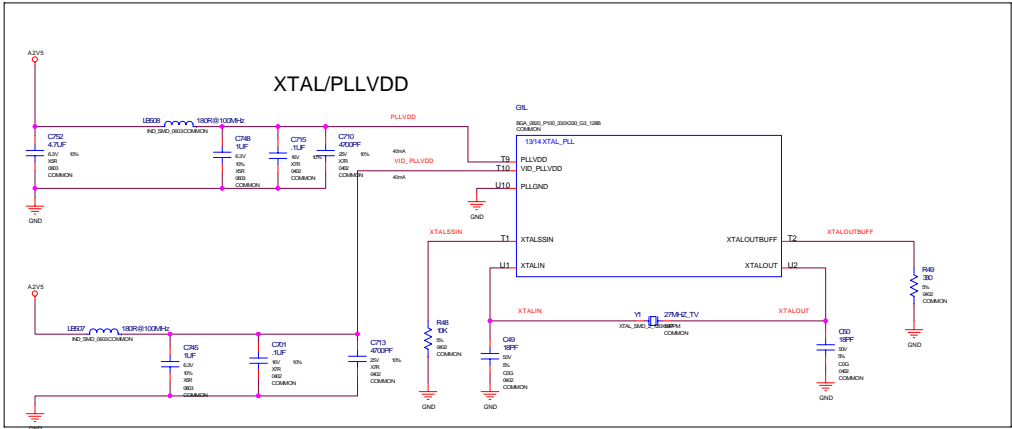 XTAL/PLLVDD
A2V5
LB508
180R@100MHz
IND_SMD_0603 COMMON
C752
4.7UF
6.3V 10%
X5R
0603
COMMON
GND
C748
1UF
6.3V
10%
X5R
0603
COMMON
C715
.1UF
16V 10%
X7R
0402
COMMON
C710
4700PF
25V 10%
X7R
0402
COMMON
PLLVDD
40mA
VID_PLLVDD
40mA
G1L
COMMON
13/14 XTAL_PLL
T9 PLLVDD
T10 VID_PLLVDD
U10 PLLGND
GND
XTALSSIN
T1 XTALSSIN
U1 XTALIN
XTALOUTBUFF T2
XTALOUTBUFF
XTALOUT U2
R49
330
5%
0402
COMMON
GND
XTALIN
Y1 27MHZ_TV
COMMON
XTALOUT
R48
10K
5%
0402
COMMON
GND
C49
18PF
50V
5%
C0G
0402
COMMON
GND
C50
18PF
50V
5%
C0G
0402
COMMON
GND
A2V5
LB507
180R@100MHz
IND_SMD_0603 COMMON
C745
1UF
6.3V
10%
X5R
0603
COMMON
C701
.1UF
16V 10%
X7R
0402
COMMON
C713
4700PF
25V 10%
X7R
0402
COMMON
GND